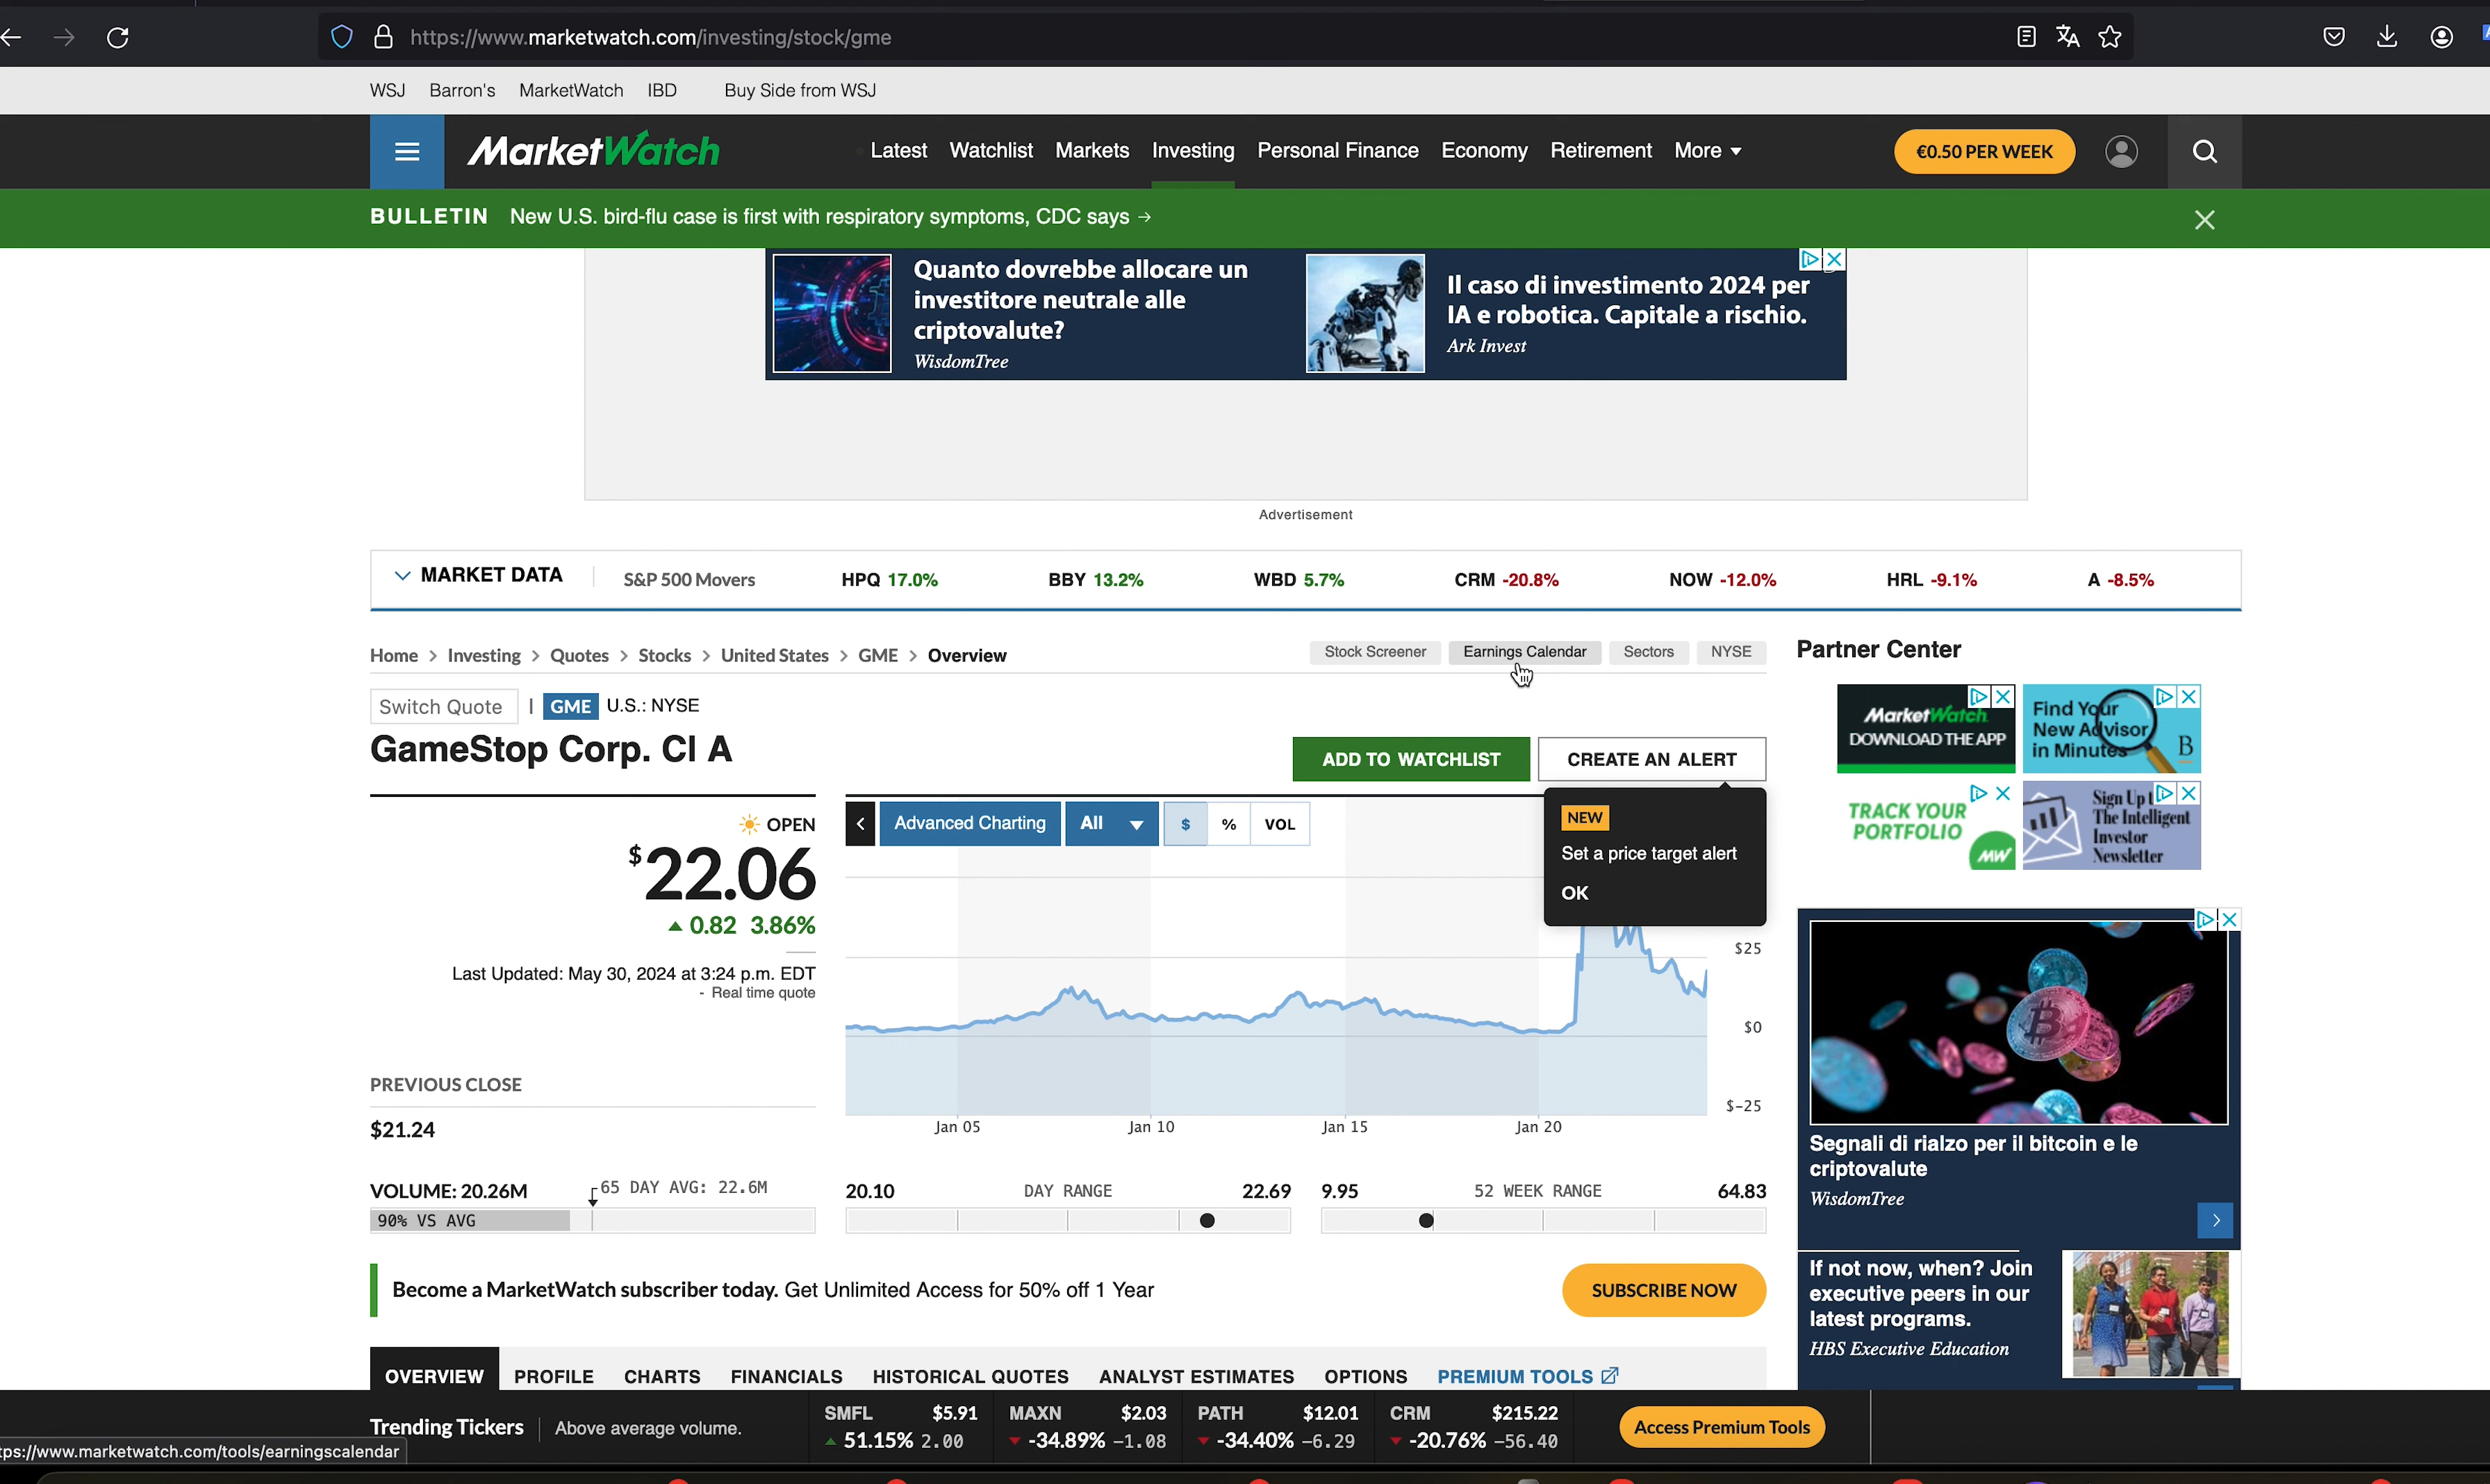 https://www.marketwatch.com/investing/stock/gme
WSJ Barron's MarketWatch IBD Buy Side from WSJ
MarketWatch Latest Watchlist Markets Investing Personal Finance Economy Retirement More €0.50 PER WEEK
BULLETIN New U.S. bird-flu case is first with respiratory symptoms, CDC says →
Quanto dovrebbe allocare un
investitore neutrale alle
criptovalute?
WisdomTree
Il caso di investimento 2024 per
IA e robotica. Capitale a rischio.
Ark Invest
Advertisement
MARKET DATA S&P 500 Movers HPQ 17.0% BBY 13.2% WBD 5.7% CRM -20.8% NOW -12.0% HRL -9.1% A -8.5%
Home > Investing > Quotes > Stocks > United States > GME > Overview
Stock Screener Earnings Calendar Sectors NYSE
Switch Quote | GME U.S.: NYSE
GameStop Corp. Cl A
ADD TO WATCHLIST CREATE AN ALERT
NEW
Set a price target alert
OK
OPEN
$22.06
0.82 3.86%
Last Updated: May 30, 2024 at 3:24 p.m. EDT
- Real time quote
PREVIOUS CLOSE
$21.24
Advanced Charting All $ % VOL
$25
$0
$-25
Jan 05 Jan 10 Jan 15 Jan 20
VOLUME: 20.26M 65 DAY AVG: 22.6M
90% VS AVG
20.10 DAY RANGE 22.69
9.95 52 WEEK RANGE 64.83
Become a MarketWatch subscriber today. Get Unlimited Access for 50% off 1 Year
SUBSCRIBE NOW
OVERVIEW PROFILE CHARTS FINANCIALS HISTORICAL QUOTES ANALYST ESTIMATES OPTIONS PREMIUM TOOLS
Partner Center
MarketWatch
DOWNLOAD THE APP
Find Your
New Advisor
in Minutes
B
TRACK YOUR
PORTFOLIO
MW
Sign Up
The Intelligent
Investor
Newsletter
Segnali di rialzo per il bitcoin e le
criptovalute
WisdomTree
If not now, when? Join
executive peers in our
latest programs.
HBS Executive Education
Trending Tickers Above average volume.
SMFL $5.91
51.15% 2.00
MAXN $2.03
-34.89% -1.08
PATH $12.01
-34.40% -6.29
CRM $215.22
-20.76% -56.40
Access Premium Tools
tps://www.marketwatch.com/tools/earningscalendar